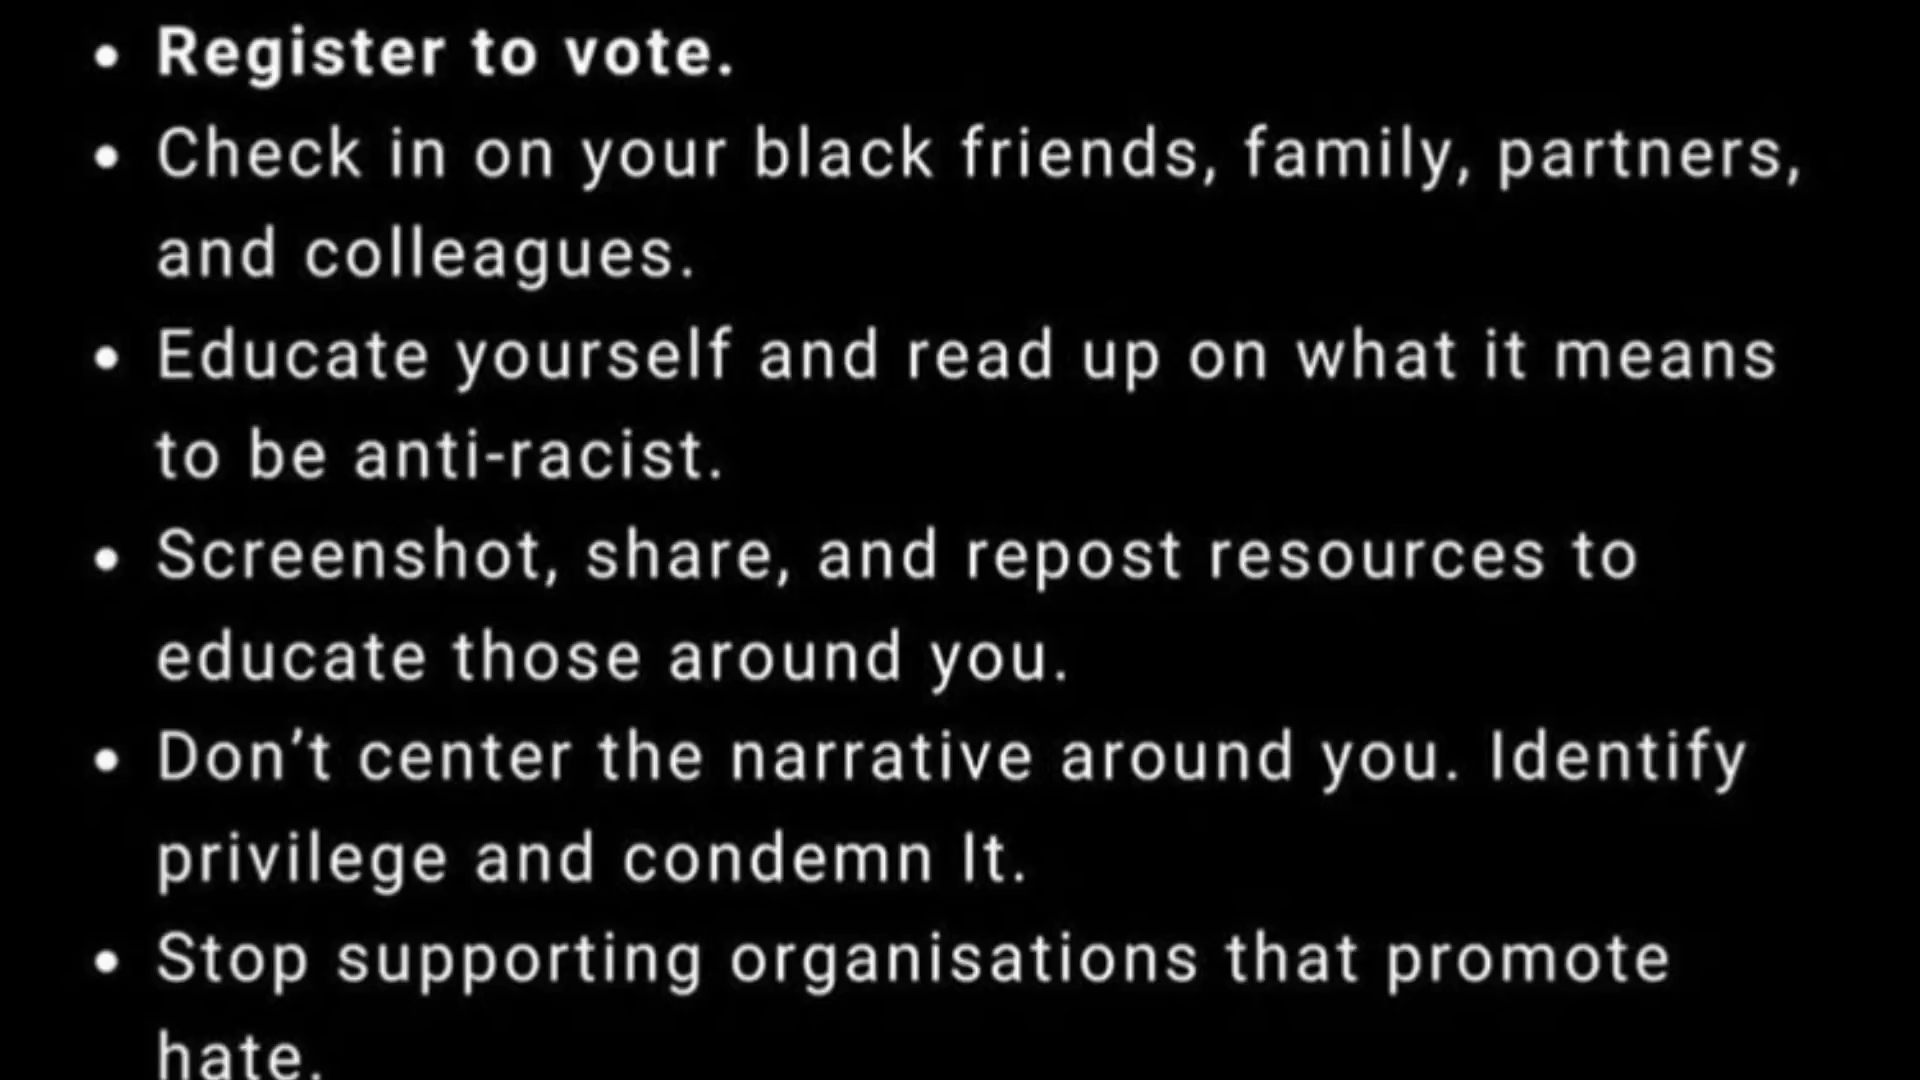 • Register to vote.
• Check in on your black friends, family, partners,
and colleagues.
• Educate yourself and read up on what it means
to be anti-racist.
• Screenshot, share, and repost resources to
educate those around you.
• Don’t center the narrative around you. Identify
privilege and condemn It.
• Stop supporting organisations that promote
hate.